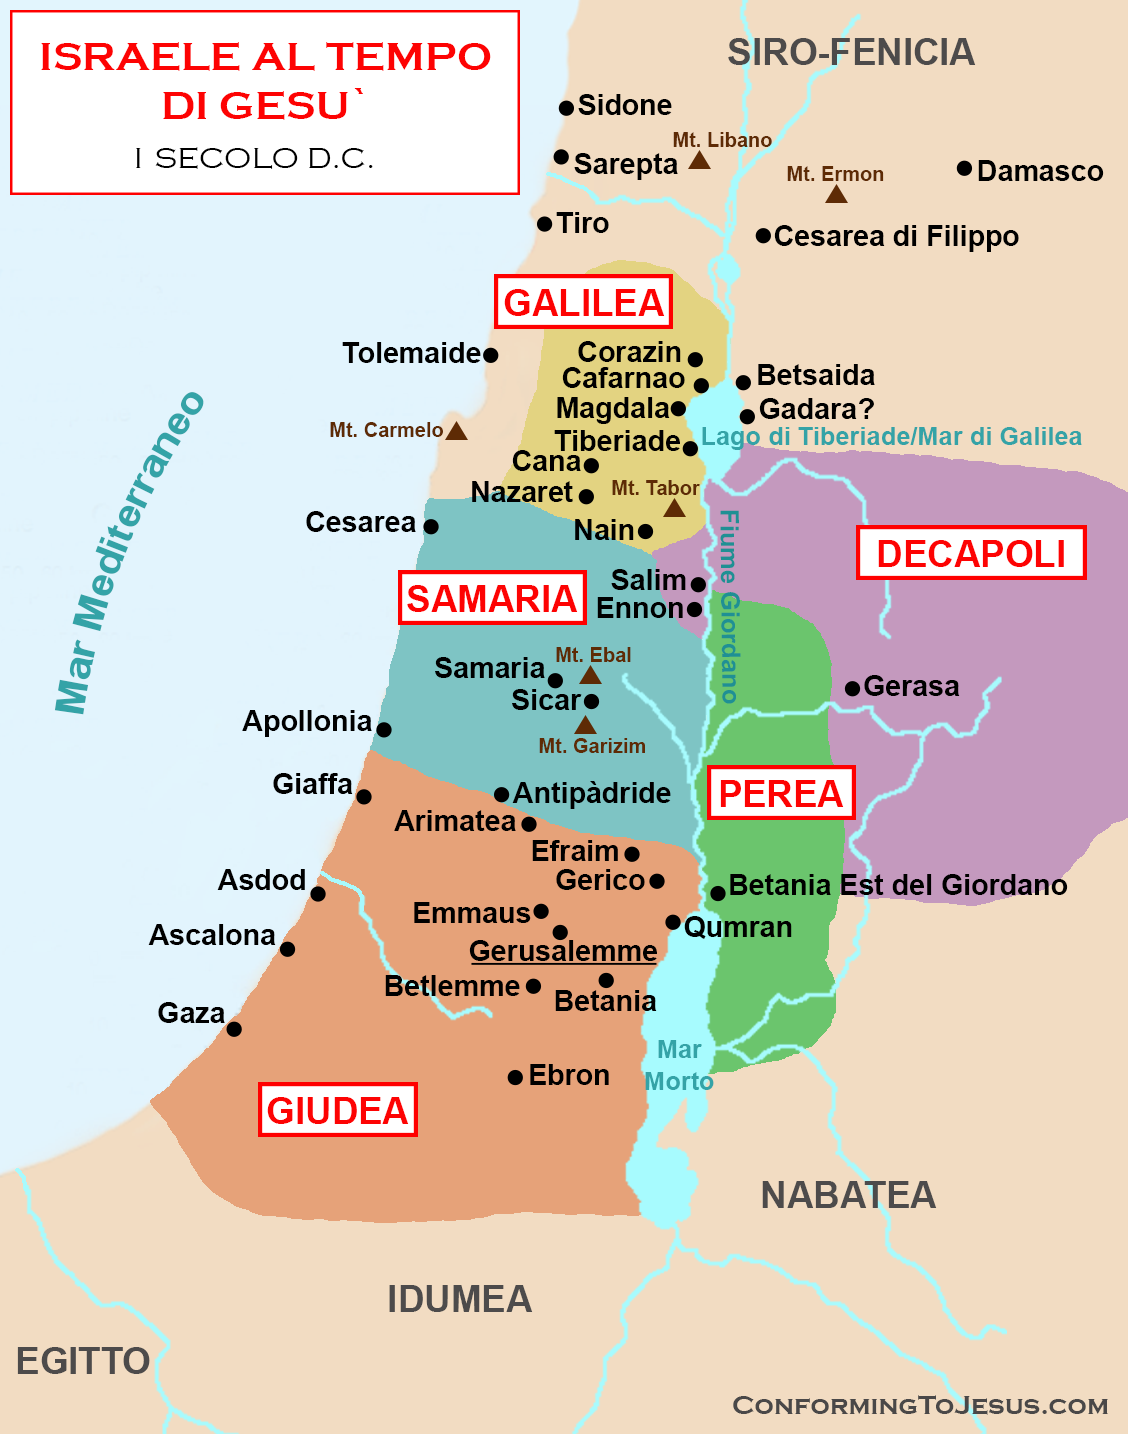 ISRAELE AL TEMPO
DI GESU`
I SECOLO D.C.
SIRO-FENICIA
Sidone
Mt. Libano
Sarepta
Mt. Ermon
Damasco
Tiro
Cesarea di Filippo
GALILEA
Tolemaide
Corazin
Cafarnao
Betsaida
Magdala
Gadara?
Mt. Carmelo
Tiberiade
Lago di Tiberiade/Mar di Galilea
Cana
Nazaret
Mt. Tabor
Cesarea
Nain
Mar Mediterraneo
Fiume Giordano
DECAPOLI
Salim
SAMARIA
Ennon
Mt. Ebal
Samaria
Sicar
Gerasa
Apollonia
Mt. Garizim
Giaffa
Antipàdride
PEREA
Arimatea
Efraim
Asdod
Gerico
Betania Est del Giordano
Emmaus
Qumran
Ascalona
Gerusalemme
Betlemme
Betania
Gaza
Mar
Morto
Ebron
GIUDEA
NABATEA
IDUMEA
EGITTO
CONFORMINGTOJESUS.COM